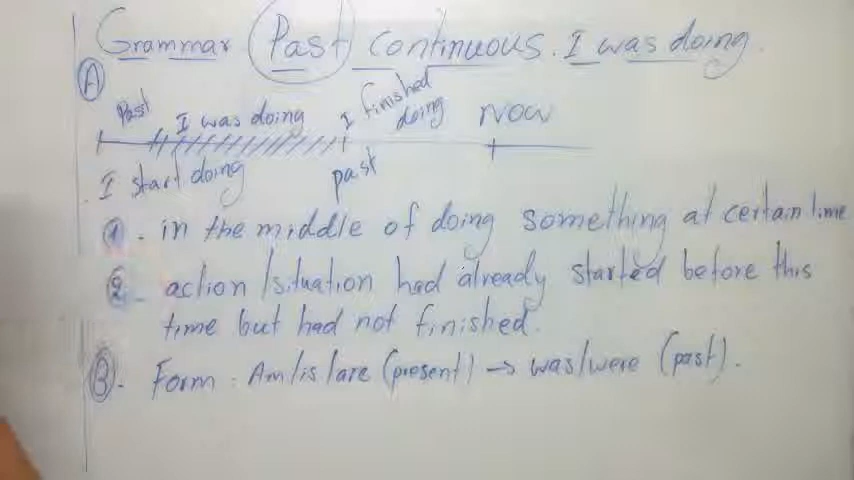 Grammar Past continuous. I was doing.
A
Past I was doing I finished doing Now
I start doing past
1. in the middle of doing something at certain time
2. action/situation had already started before this
time but had not finished.
B. Form: Am/is/are (present) → was/were (past).